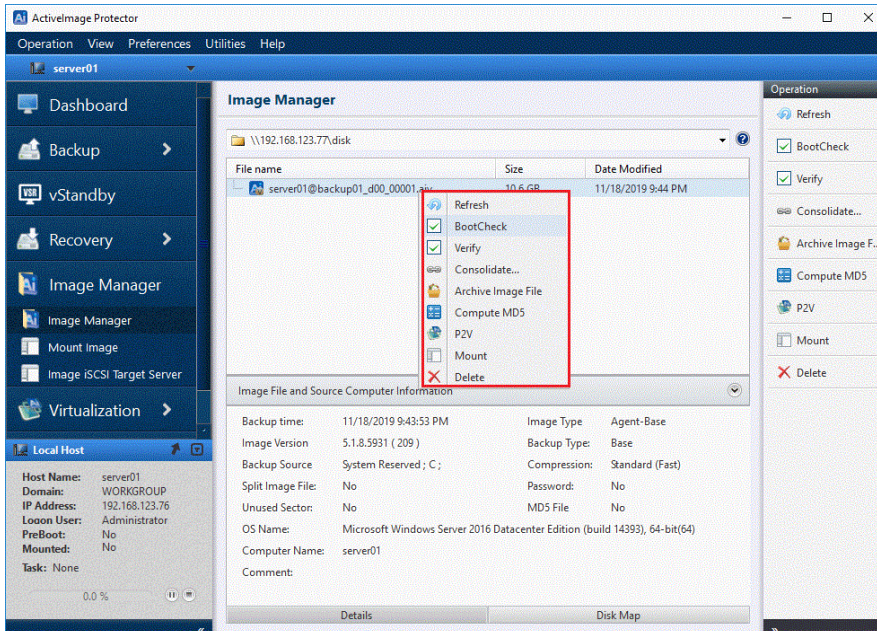 ActiveImage Protector
Operation View Preferences Utilities Help
server01
Dashboard
Backup
vStandby
Recovery
Image Manager
Image Manager
Mount Image
Image iSCSI Target Server
Virtualization
Local Host
Host Name: server01
Domain: WORKGROUP
IP Address: 192.168.123.76
Logon User: Administrator
PreBoot: No
Mounted: No
Task: None
0.0 %
Image Manager
\\192.168.123.77\disk
File name Size Date Modified
server01@backup01_d00_00001.aiv 10.6 GB 11/18/2019 9:44 PM
Refresh
BootCheck
Verify
Consolidate...
Archive Image File
Compute MD5
P2V
Mount
Delete
Image File and Source Computer Information
Backup time: 11/18/2019 9:43:53 PM Image Type Agent-Base
Image Version 5.1.8.5931 ( 209 ) Backup Type: Base
Backup Source System Reserved ; C ; Compression: Standard (Fast)
Split Image File: No Password: No
Unused Sector: No MD5 File No
OS Name: Microsoft Windows Server 2016 Datacenter Edition (build 14393), 64-bit(64)
Computer Name: server01
Comment:
Details Disk Map
Operation
Refresh
BootCheck
Verify
Consolidate...
Archive Image F...
Compute MD5
P2V
Mount
Delete